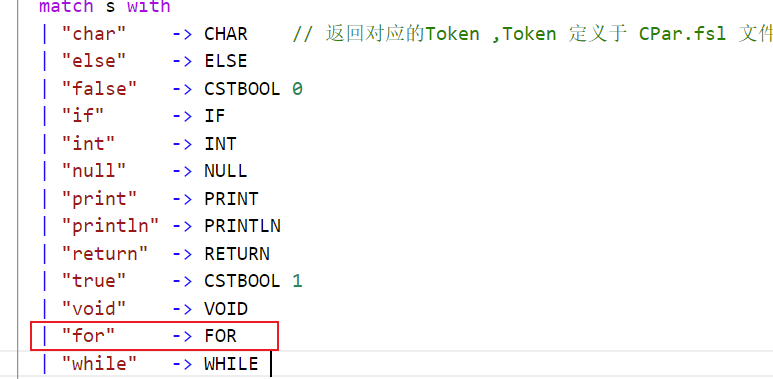 match s with
| "char"    -> CHAR    // 返回对应的Token ,Token 定义于 CPar.fsl 文件
| "else"    -> ELSE
| "false"   -> CSTBOOL 0
| "if"      -> IF
| "int"     -> INT
| "null"    -> NULL
| "print"   -> PRINT
| "println" -> PRINTLN
| "return"  -> RETURN
| "true"    -> CSTBOOL 1
| "void"    -> VOID
| "for"     -> FOR
| "while"   -> WHILE